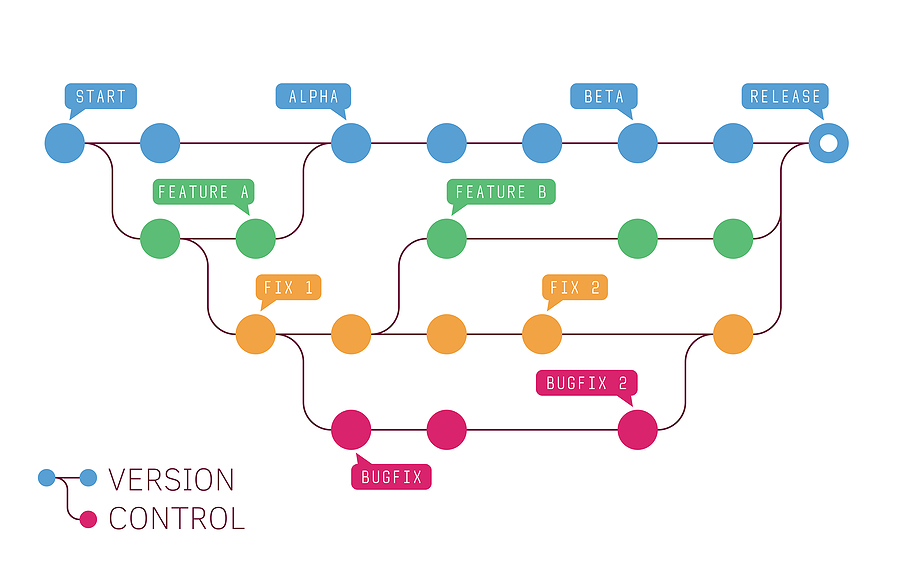 START
ALPHA
BETA
RELEASE
FEATURE A
FEATURE B
FIX 1
FIX 2
BUGFIX 2
BUGFIX
VERSION
CONTROL